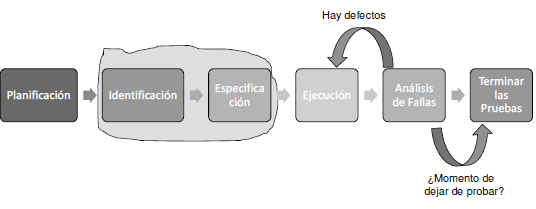 Hay defectos
Planificación
Identificación
Especifica
ción
Ejecución
Análisis
de Fallas
Terminar
las
Pruebas
¿Momento de
dejar de probar?